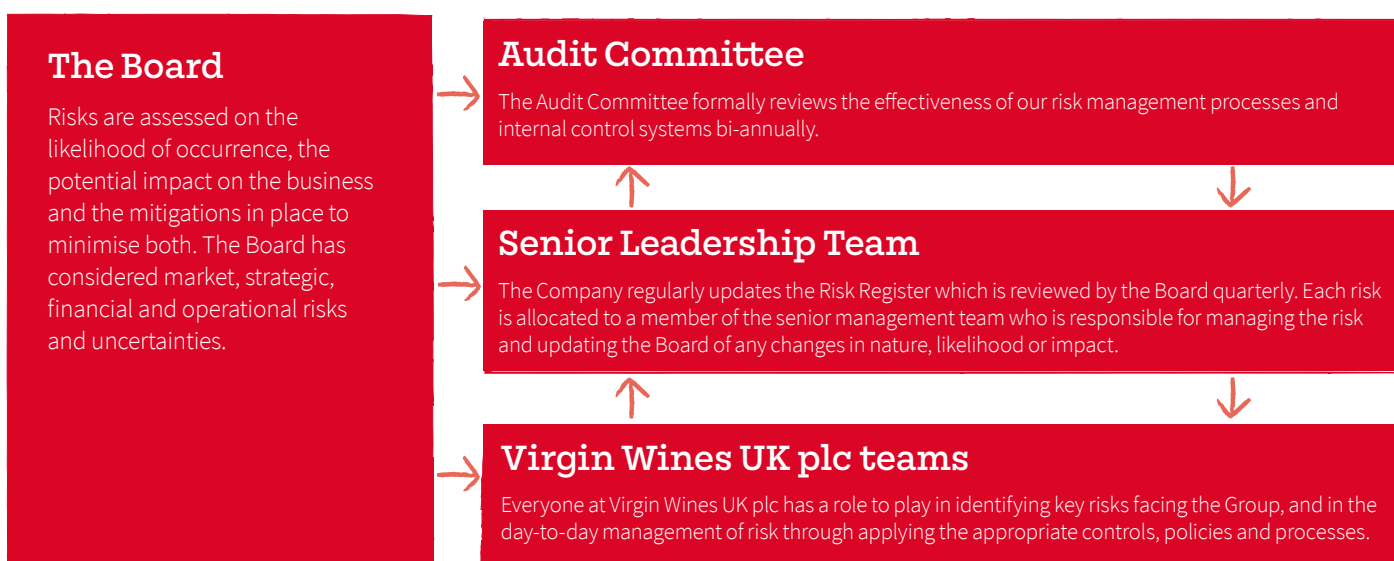 The Board
Risks are assessed on the
likelihood of occurrence, the
potential impact on the business
and the mitigations in place to
minimise both. The Board has
considered market, strategic,
financial and operational risks
and uncertainties.
Audit Committee
The Audit Committee formally reviews the effectiveness of our risk management processes and
internal control systems bi-annually.
Senior Leadership Team
The Company regularly updates the Risk Register which is reviewed by the Board quarterly. Each risk
is allocated to a member of the senior management team who is responsible for managing the risk
and updating the Board of any changes in nature, likelihood or impact.
Virgin Wines UK plc teams
Everyone at Virgin Wines UK plc has a role to play in identifying key risks facing the Group, and in the
day-to-day management of risk through applying the appropriate controls, policies and processes.